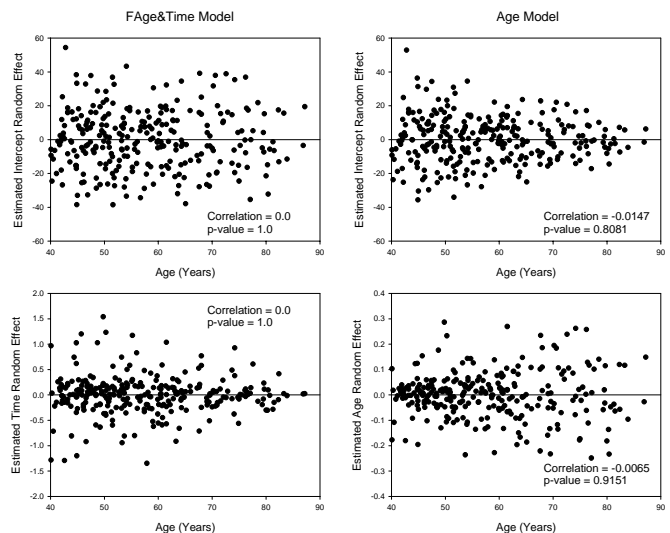 FAge&Time Model
Age Model
Estimated Intercept Random Effect
60
40
20
0
-20
-40
-60
Correlation = 0.0
p-value = 1.0
40 50 60 70 80 90
Age (Years)
Estimated Intercept Random Effect
60
40
20
0
-20
-40
-60
Correlation = -0.0147
p-value = 0.8081
40 50 60 70 80 90
Age (Years)
Estimated Time Random Effect
2.0
1.5
1.0
0.5
0.0
-0.5
-1.0
-1.5
-2.0
Correlation = 0.0
p-value = 1.0
40 50 60 70 80 90
Age (Years)
Estimated Age Random Effect
0.4
0.3
0.2
0.1
0.0
-0.1
-0.2
-0.3
-0.4
Correlation = -0.0065
p-value = 0.9151
40 50 60 70 80 90
Age (Years)